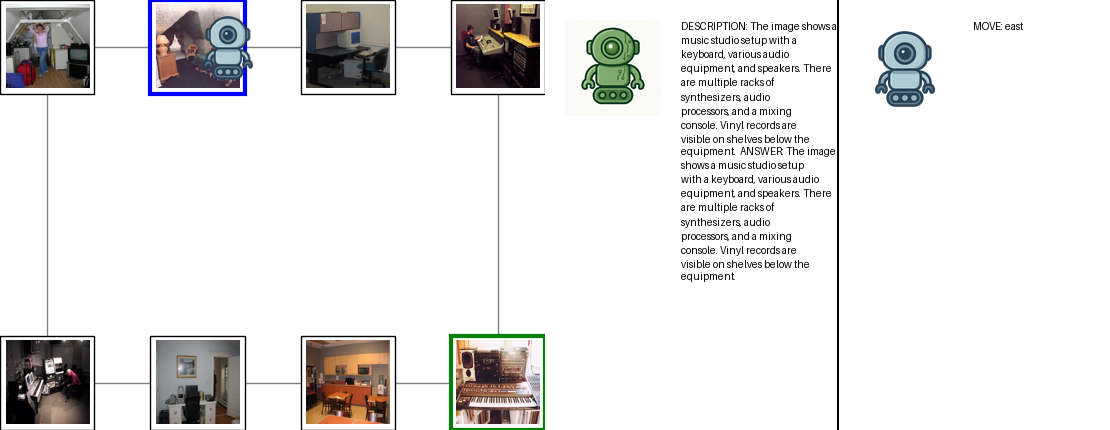 DESCRIPTION: The image shows a
music studio setup with a
keyboard, various audio
equipment, and speakers. There
are multiple racks of
synthesizers, audio
processors, and a mixing
console. Vinyl records are
visible on shelves below the
equipment.  ANSWER: The image
shows a music studio setup
with a keyboard, various audio
equipment, and speakers. There
are multiple racks of
synthesizers, audio
processors, and a mixing
console. Vinyl records are
visible on shelves below the
equipment.
MOVE: east